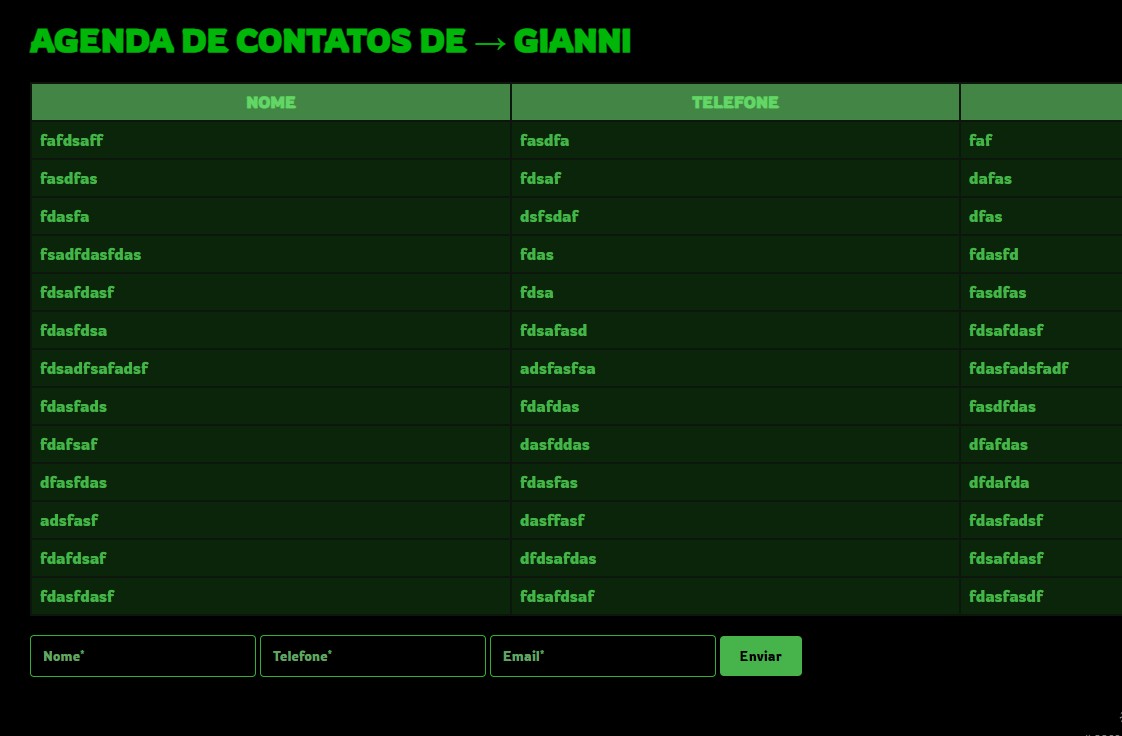 AGENDA DE CONTATOS DE → GIANNI
NOME TELEFONE
fafdsaff fasdfa faf
fasdfas fdsaf dafas
fdasfa dsfsdaf dfas
fsadfdasfdas fdas fdasfd
fdsafdasf fdsa fasdfas
fdasfdsa fdsafasd fdsafdasf
fdsadfsafadsf adsfasfsa fdasfadsfadf
fdasfads fdafdas fasdfdas
fdafsaf dasfddas dfafdas
dfasfdas fdasfas dfdafda
adsfasf dasffasf fdasfadsf
fdafdsaf dfdsafdas fdsafdasf
fdasfdasf fdsafdsaf fdasfasdf
Nome* Telefone* Email* Enviar